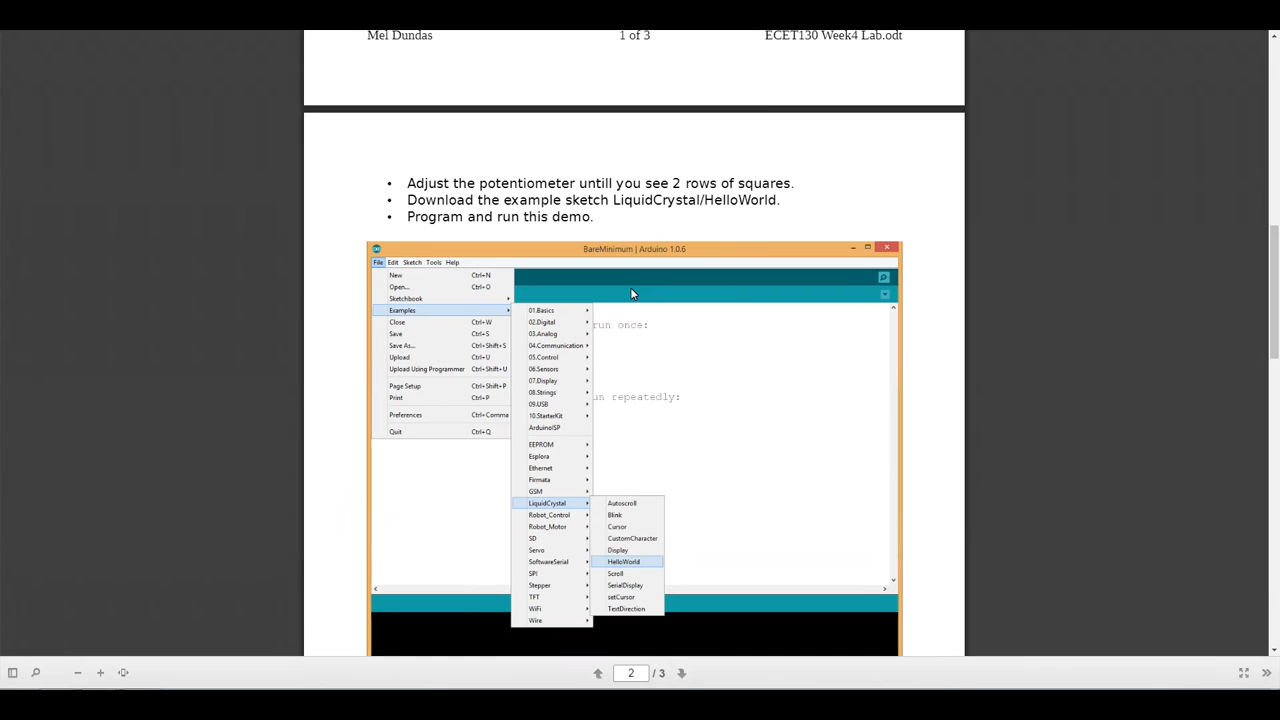 Mel Dundas 1 of 3 ECET130 Week4 Lab.odt
• Adjust the potentiometer untill you see 2 rows of squares.
• Download the example sketch LiquidCrystal/HelloWorld.
• Program and run this demo.
BareMinimum | Arduino 1.0.6
File Edit Sketch Tools Help
New Ctrl+N
Open... Ctrl+O
Sketchbook
Examples
Close Ctrl+W
Save Ctrl+S
Save As... Ctrl+Shift+S
Upload Ctrl+U
Upload Using Programmer Ctrl+Shift+U
Page Setup Ctrl+Shift+P
Print Ctrl+P
Preferences Ctrl+Comma
Quit Ctrl+Q
01.Basics
02.Digital
03.Analog
04.Communication
05.Control
06.Sensors
07.Display
08.Strings
09.USB
10.StarterKit
ArduinoISP
EEPROM
Esplora
Ethernet
Firmata
GSM
LiquidCrystal
Robot_Control
Robot_Motor
SD
Servo
SoftwareSerial
SPI
Stepper
TFT
WiFi
Wire
Autoscroll
Blink
Cursor
CustomCharacter
Display
HelloWorld
Scroll
SerialDisplay
setCursor
TextDirection
run once:
un repeatedly:
2 / 3